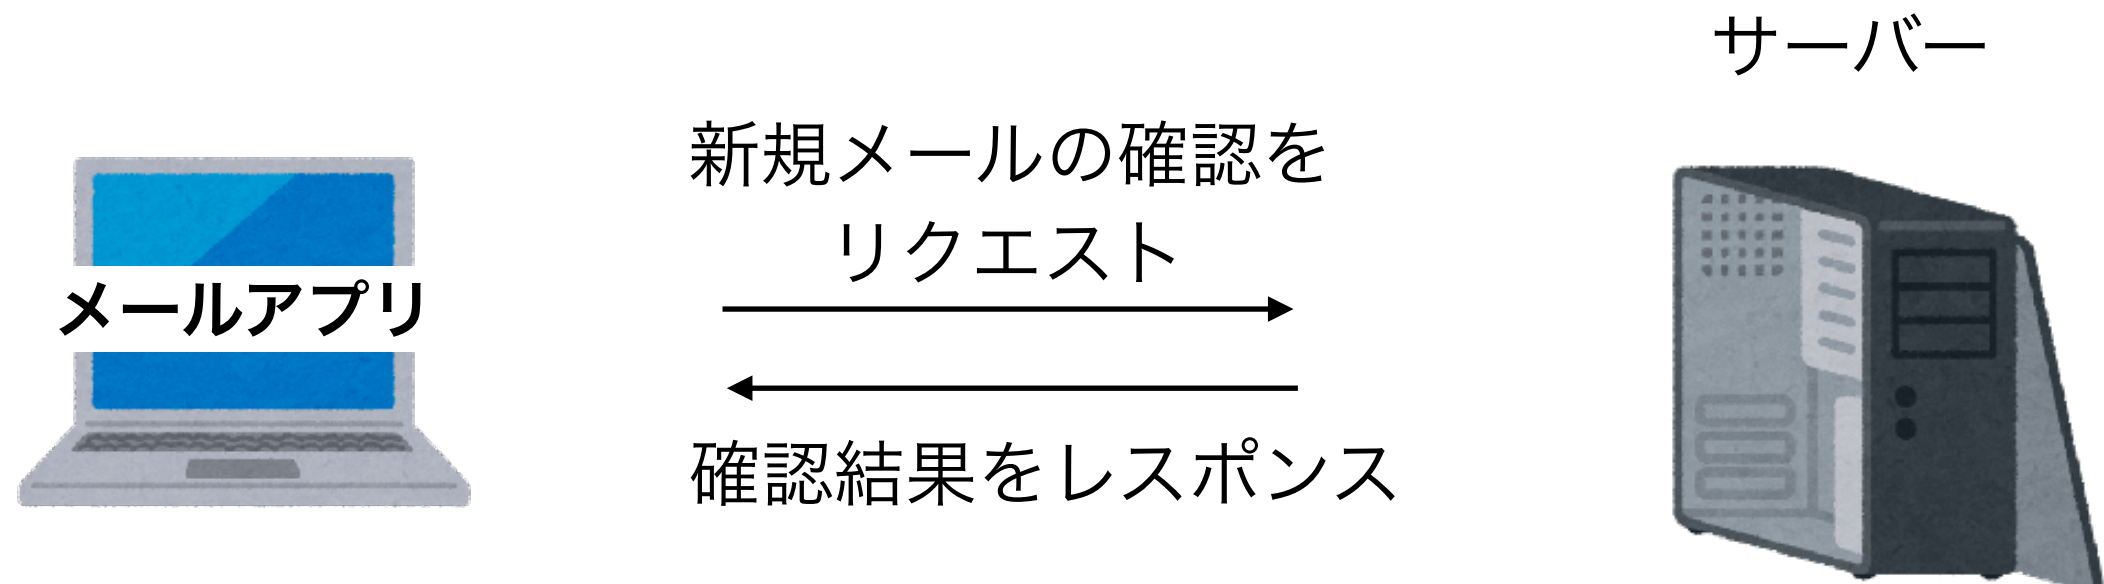 サーバー
新規メールの確認を
リクエスト
メールアプリ
確認結果をレスポンス